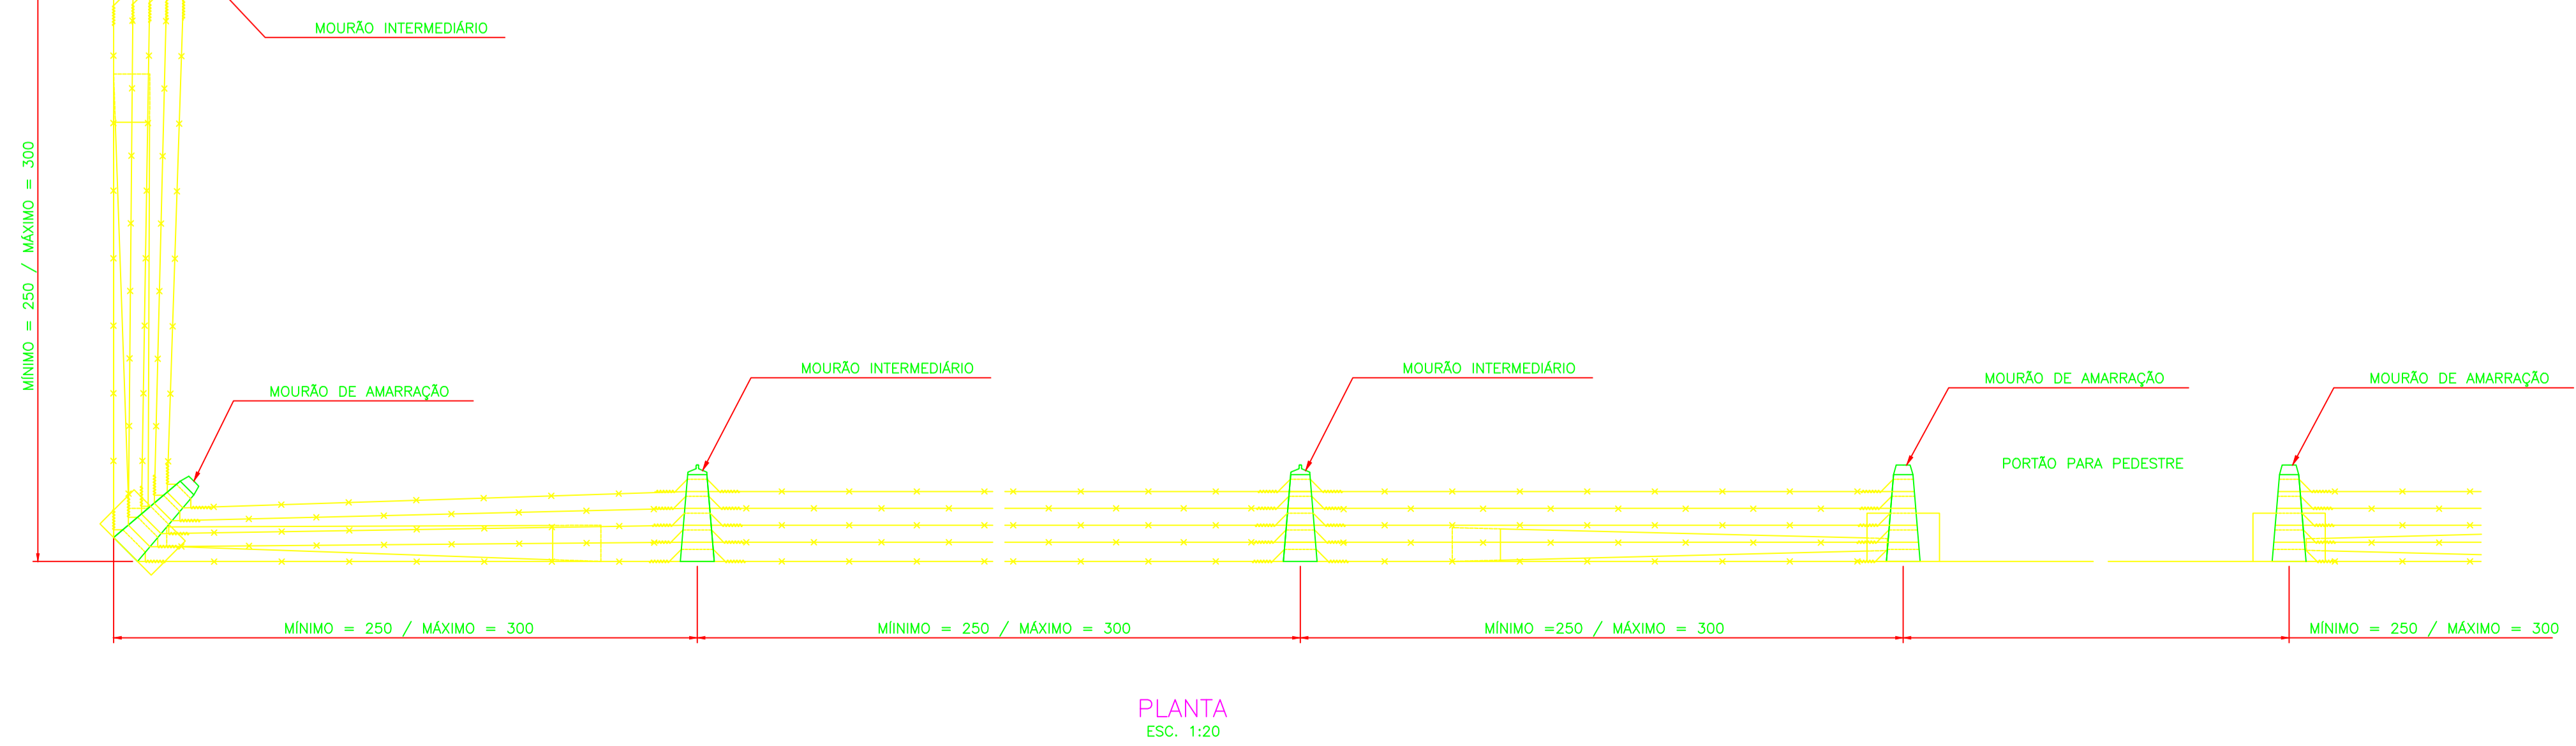 MOURÃO INTERMEDIÁRIO
MÍNIMO = 250 / MÁXIMO = 300
MOURÃO DE AMARRAÇÃO
MOURÃO INTERMEDIÁRIO
MOURÃO INTERMEDIÁRIO
MOURÃO DE AMARRAÇÃO
MOURÃO DE AMARRAÇÃO
PORTÃO PARA PEDESTRE
MÍNIMO = 250 / MÁXIMO = 300
MÍINIMO = 250 / MÁXIMO = 300
MÍNIMO =250 / MÁXIMO = 300
MÍNIMO = 250 / MÁXIMO = 300
PLANTA
ESC. 1:20